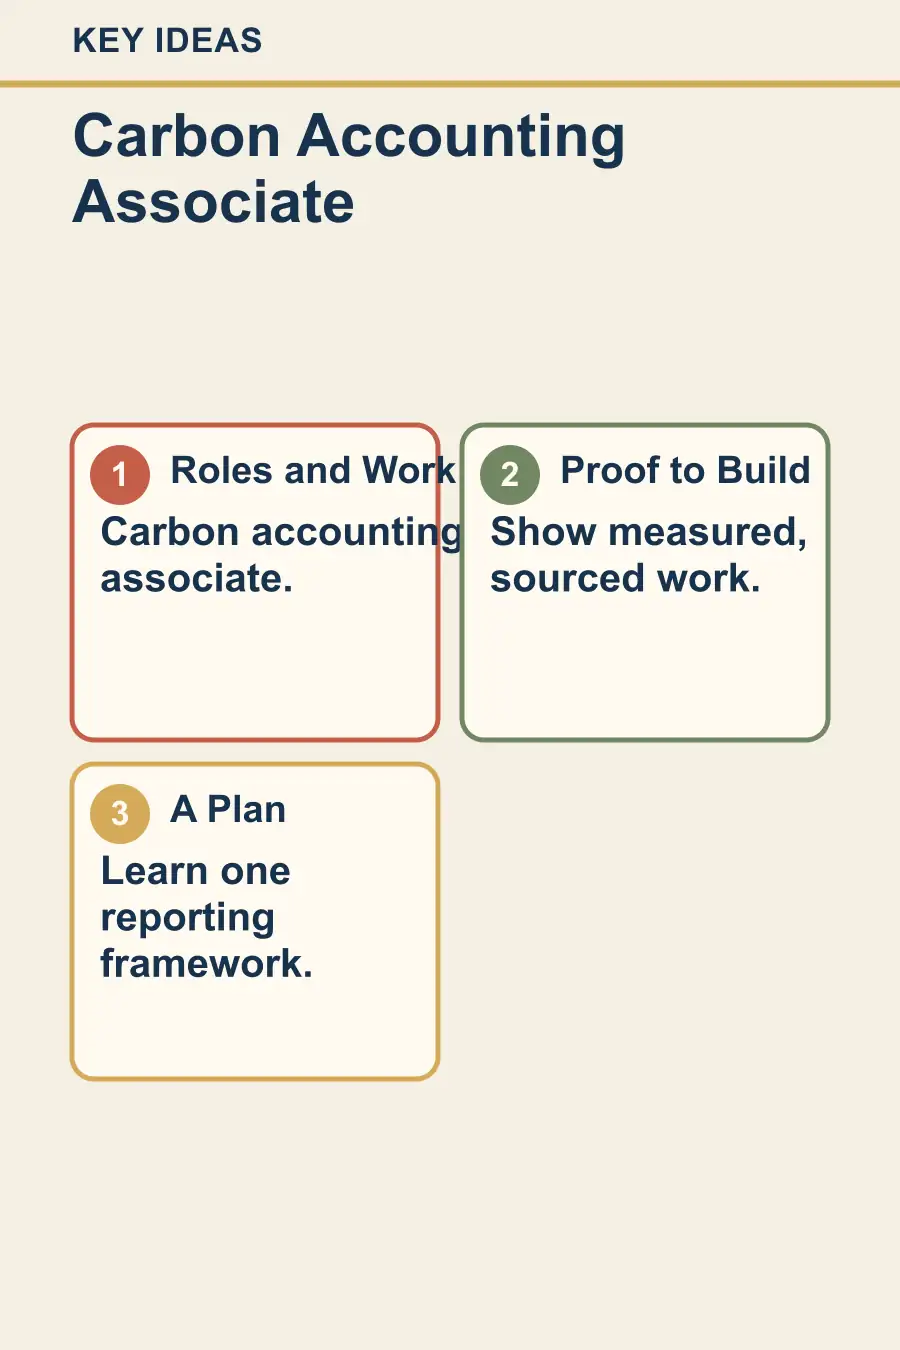 KEY IDEAS
Carbon Accounting
Associate
1 Roles and Work
Carbon accounting
associate.
2 Proof to Build
Show measured,
sourced work.
3 A Plan
Learn one
reporting
framework.